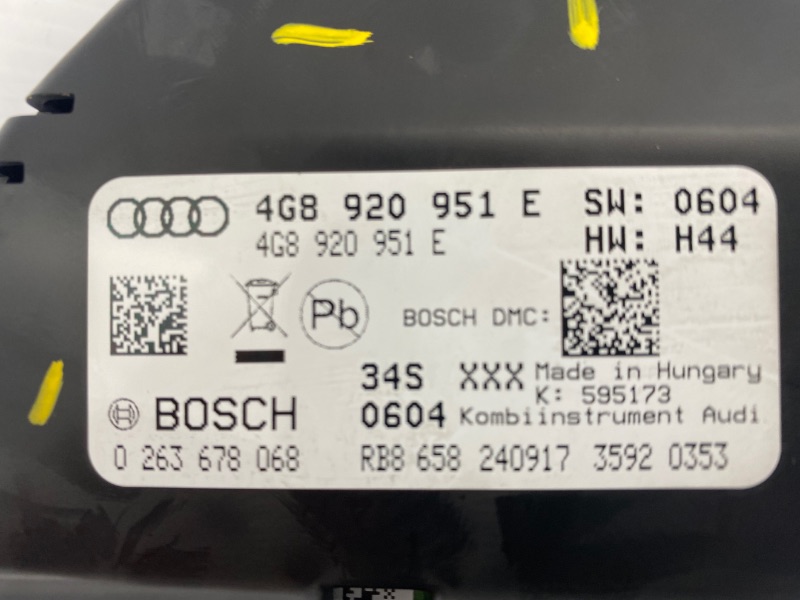 4G8 920 951 E SW: 0604
4G8 920 951 E HW: H44
Pb BOSCH DMC:
34S XXX Made in Hungary
K: 595173
BOSCH 0604 Kombiinstrument Audi
0 263 678 068 RB8 658 240917 3592 0353